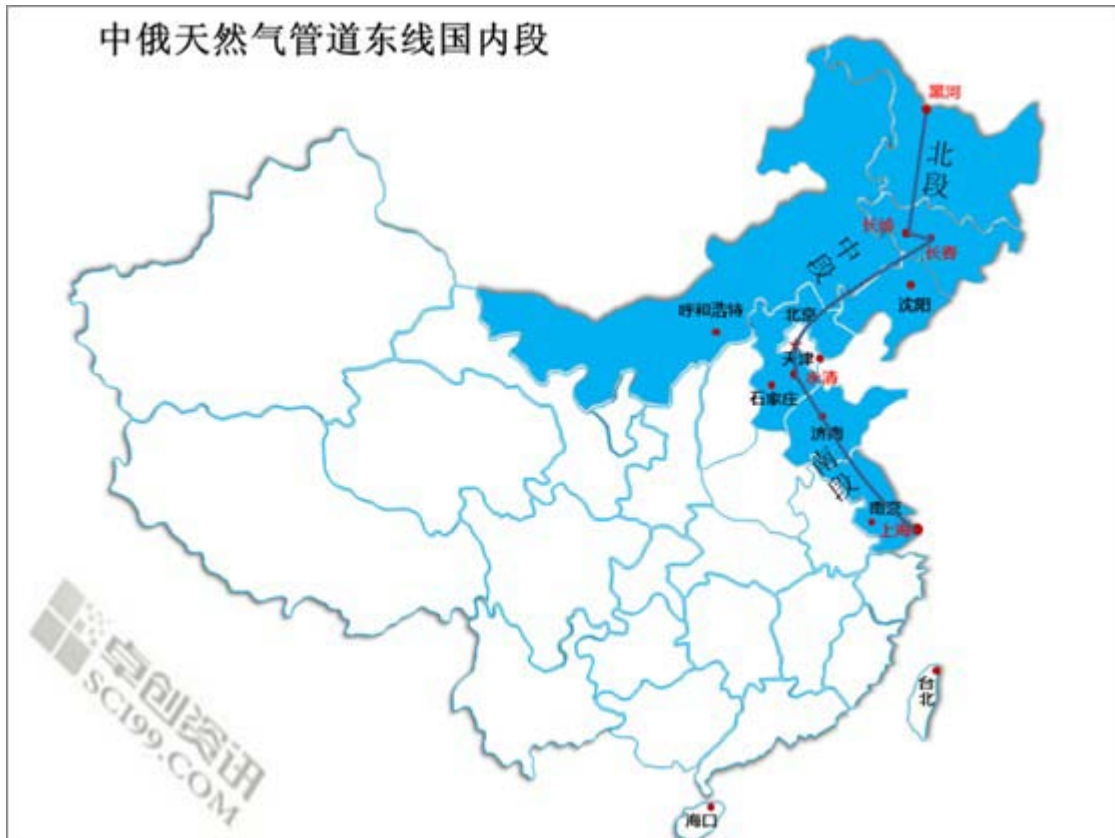 中俄天然气管道东线国内段
黑河
北段
长岭
长春
中段
沈阳
北京
呼和浩特
天津
永清
石家庄
济南
南段
南京
上海
台北
海口
卓创资讯
SCI99.COM